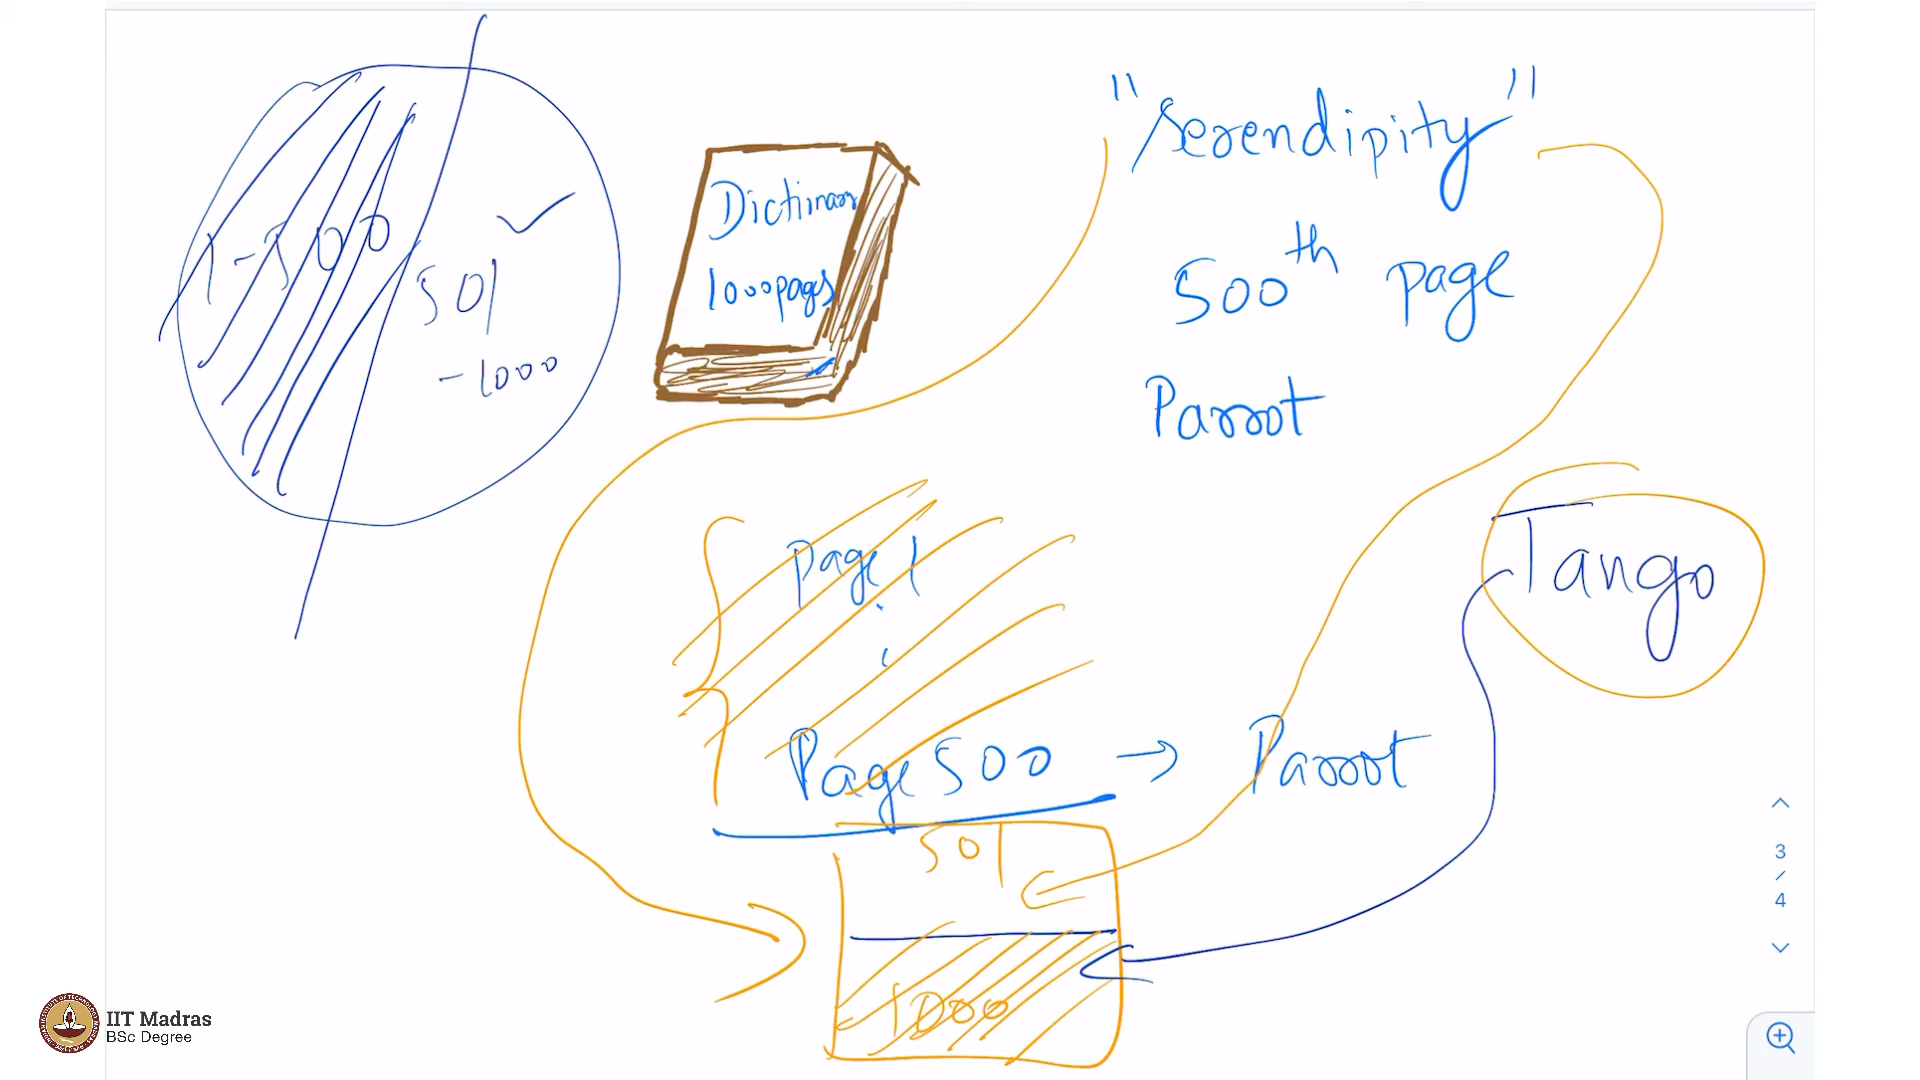 1-500
501
-1000
Dictiinary
1000 pages
"Serendipity"
500th page
Parrot
Tango
page 1
Page 500 → Parrot
501
1000
3
/
4
IIT Madras
BSc Degree